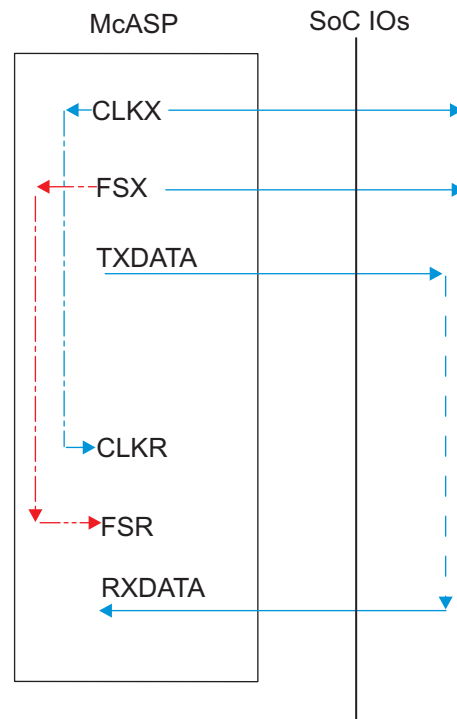 McASP
SoC IOs
CLKX
FSX
TXDATA
CLKR
FSR
RXDATA